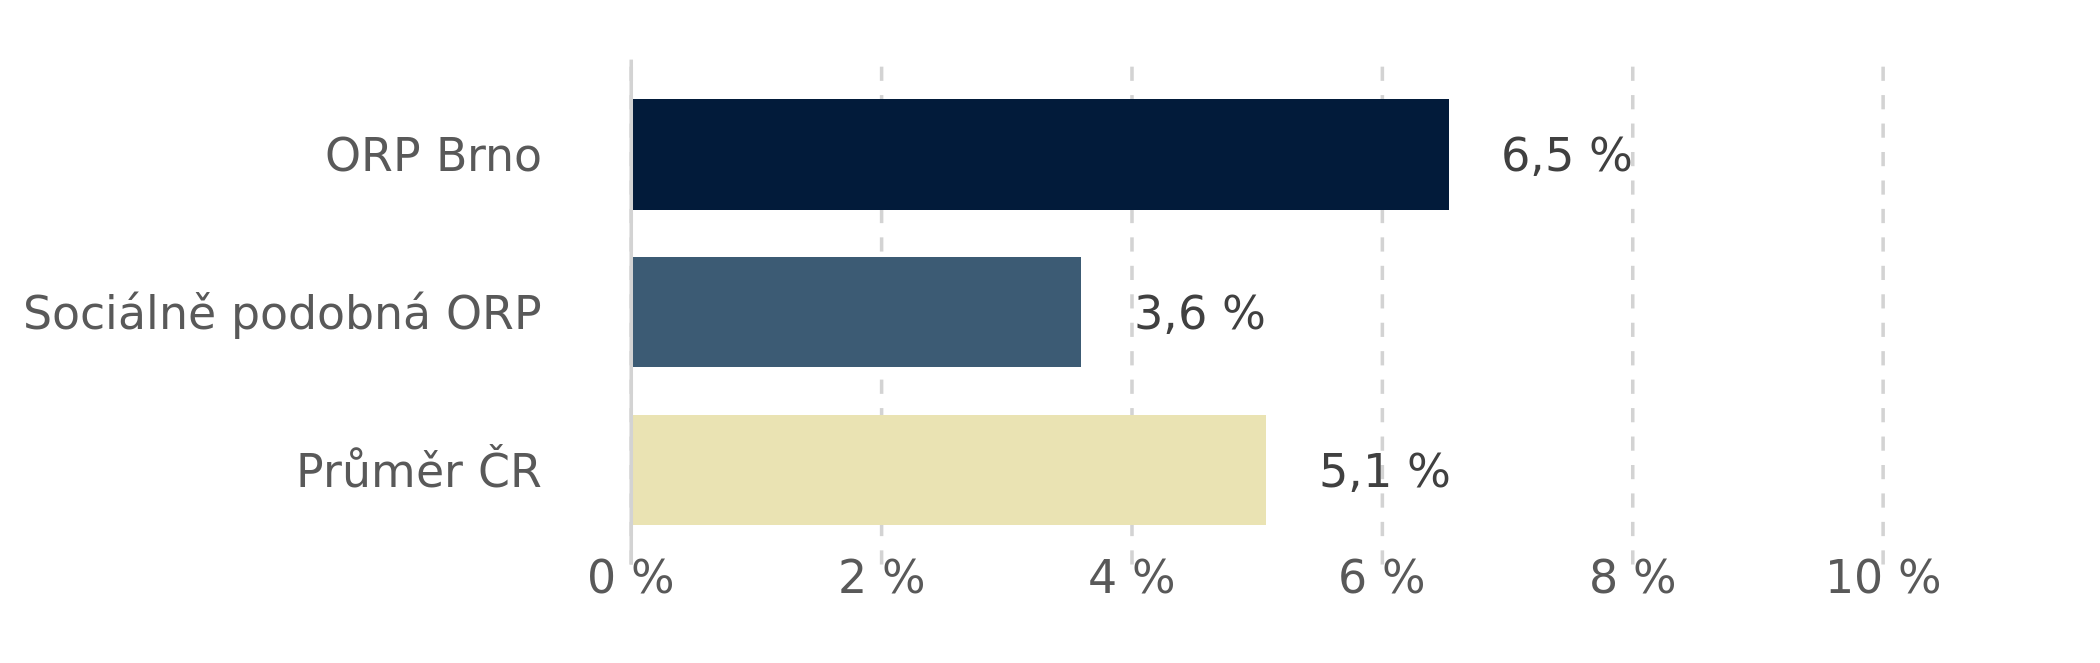 ORP Brno
6,5 %
Sociálně podobná ORP
3,6 %
Průměr ČR
5,1 %
0 % 2 % 4 % 6 % 8 % 10 %